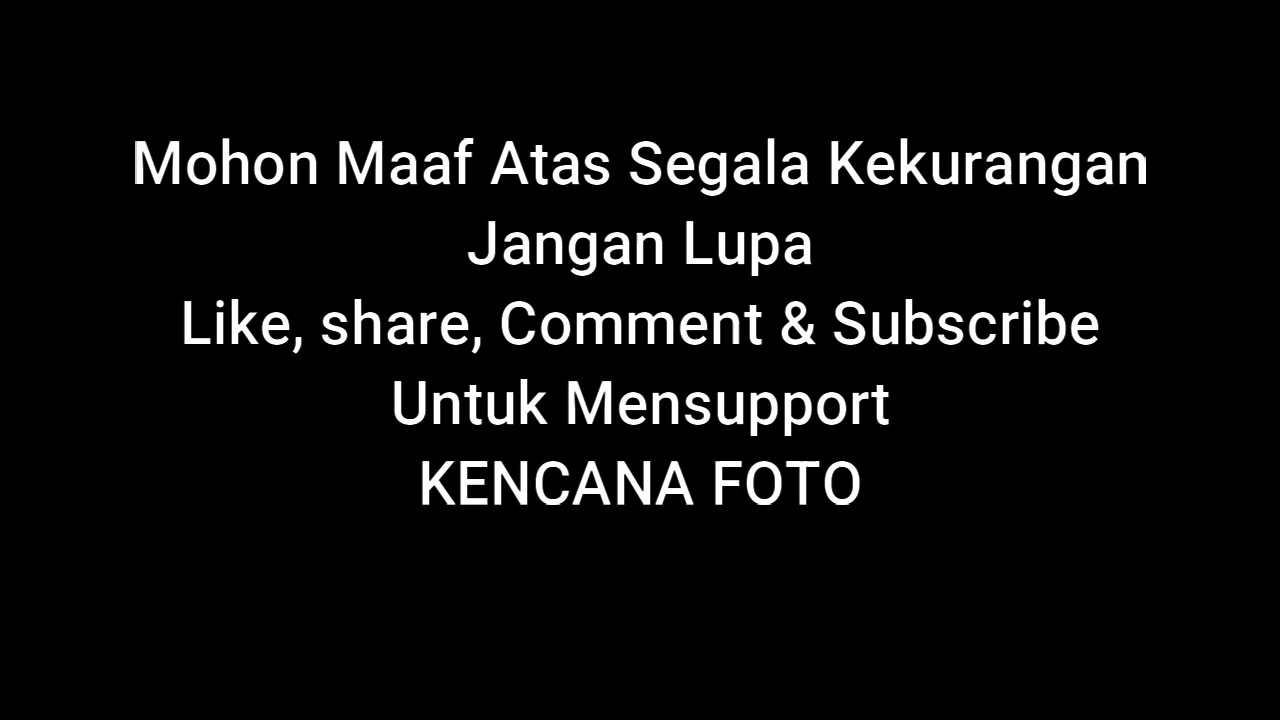 Mohon Maaf Atas Segala Kekurangan
Jangan Lupa
Like, share, Comment & Subscribe
Untuk Mensupport
KENCANA FOTO